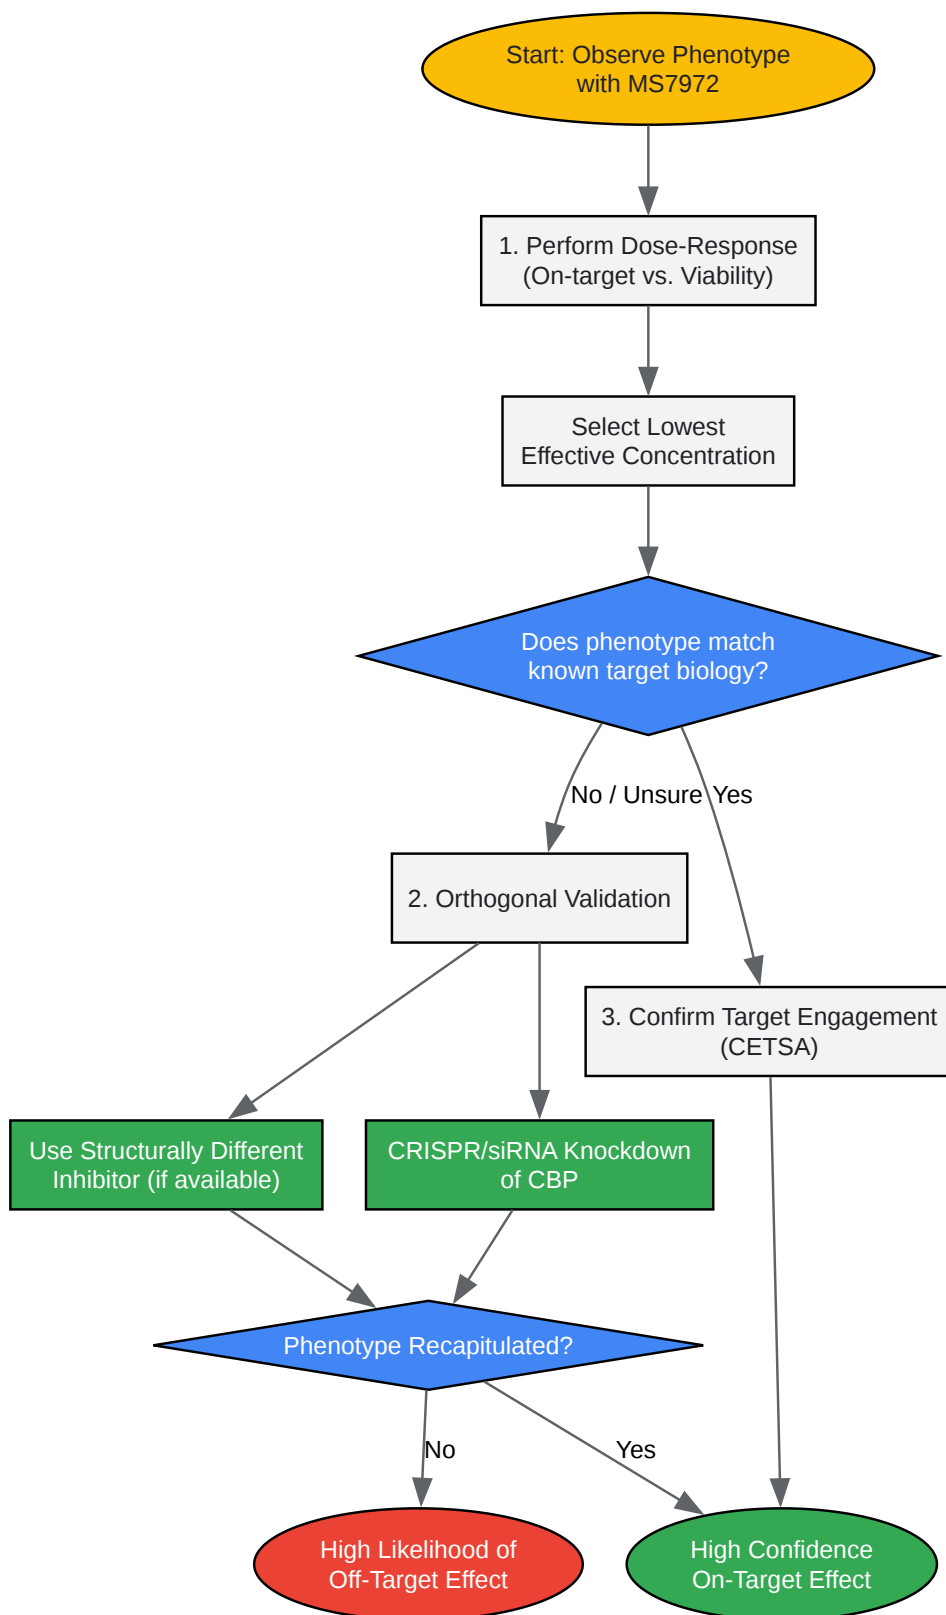 Start: Observe Phenotype
with MS7972
1. Perform Dose-Response
(On-target vs. Viability)
Select Lowest
Effective Concentration
Does phenotype match
known target biology?
No / Unsure
Yes
2. Orthogonal Validation
3. Confirm Target Engagement
(CETSA)
Use Structurally Different
Inhibitor (if available)
CRISPR/siRNA Knockdown
of CBP
Phenotype Recapitulated?
No
Yes
High Likelihood of
Off-Target Effect
High Confidence
On-Target Effect